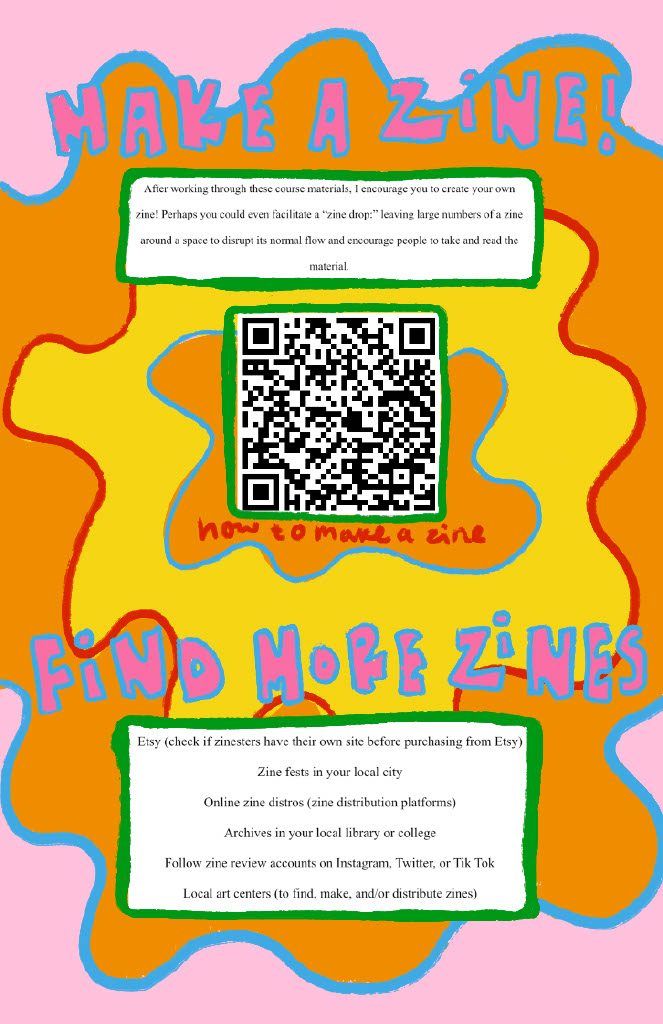 MAKE A ZiNE!
After working through these course materials, I encourage you to create your own
zine! Perhaps you could even facilitate a “zine drop:” leaving large numbers of a zine
around a space to disrupt its normal flow and encourage people to take and read the
material.
how to make a zine
FiND MORE ZiNES
Etsy (check if zinesters have their own site before purchasing from Etsy)
Zine fests in your local city
Online zine distros (zine distribution platforms)
Archives in your local library or college
Follow zine review accounts on Instagram, Twitter, or Tik Tok
Local art centers (to find, make, and/or distribute zines)